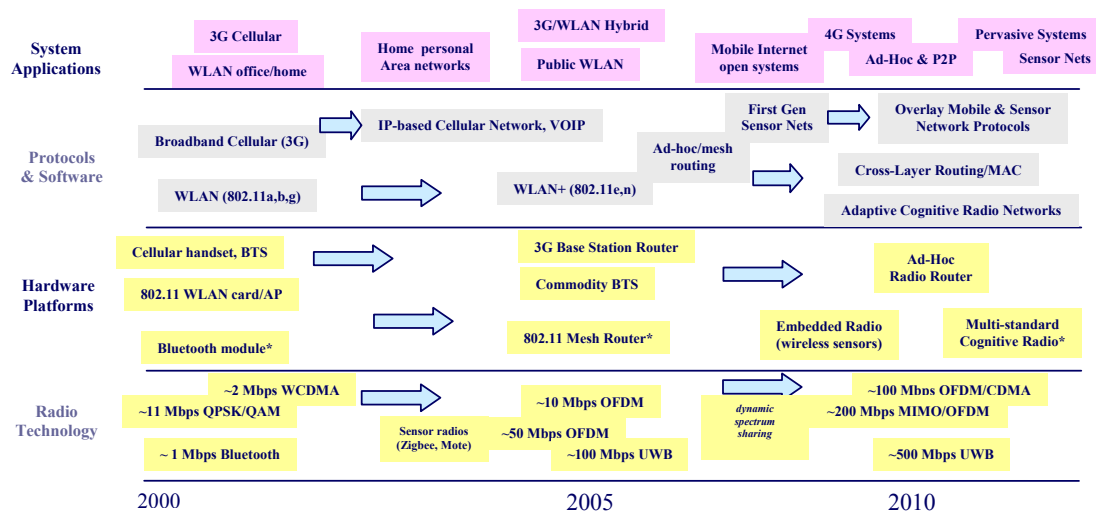 System
Applications
3G Cellular
WLAN office/home
Home personal
Area networks
3G/WLAN Hybrid
Public WLAN
Mobile Internet
open systems
4G Systems
Ad-Hoc & P2P
Pervasive Systems
Sensor Nets
Protocols
& Software
Broadband Cellular (3G)
WLAN (802.11a,b,g)
IP-based Cellular Network, VOIP
WLAN+ (802.11e,n)
Ad-hoc/mesh
routing
First Gen
Sensor Nets
Overlay Mobile & Sensor
Network Protocols
Cross-Layer Routing/MAC
Adaptive Cognitive Radio Networks
Hardware
Platforms
Cellular handset, BTS
802.11 WLAN card/AP
Bluetooth module*
3G Base Station Router
Commodity BTS
802.11 Mesh Router*
Embedded Radio
(wireless sensors)
Ad-Hoc
Radio Router
Multi-standard
Cognitive Radio*
Radio
Technology
~2 Mbps WCDMA
~11 Mbps QPSK/QAM
~ 1 Mbps Bluetooth
Sensor radios
(Zigbee, Mote)
~10 Mbps OFDM
~50 Mbps OFDM
~100 Mbps UWB
dynamic
spectrum
sharing
~100 Mbps OFDM/CDMA
~200 Mbps MIMO/OFDM
~500 Mbps UWB
2000
2005
2010